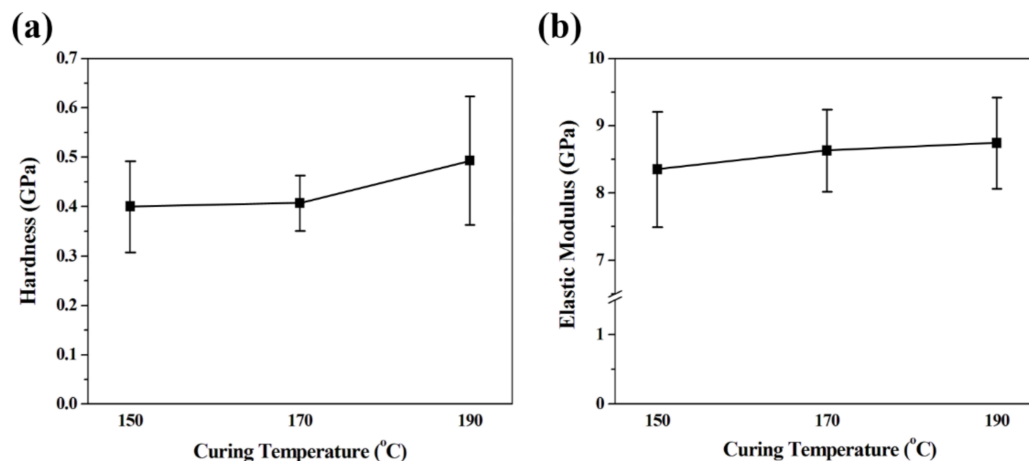 (a)
Hardness (GPa)
0.7
0.6
0.5
0.4
0.3
0.2
0.1
0.0
150 170 190
Curing Temperature (°C)
(b)
Elastic Modulus (GPa)
10
9
8
7
1
0
150 170 190
Curing Temperature (°C)